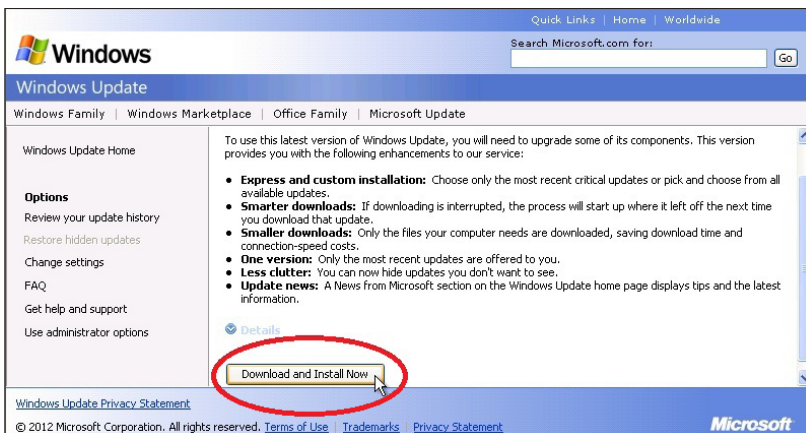 Quick Links | Home | Worldwide
Windows
Search Microsoft.com for:
Go
Windows Update
Windows Family | Windows Marketplace | Office Family | Microsoft Update
Windows Update Home
Options
Review your update history
Restore hidden updates
Change settings
FAQ
Get help and support
Use administrator options
To use this latest version of Windows Update, you will need to upgrade some of its components. This version
provides you with the following enhancements to our service:
• Express and custom installation: Choose only the most recent critical updates or pick and choose from all
available updates.
• Smarter downloads: If downloading is interrupted, the process will start up where it left off the next time
you download that update.
• Smaller downloads: Only the files your computer needs are downloaded, saving download time and
connection-speed costs.
• One version: Only the most recent updates are offered to you.
• Less clutter: You can now hide updates you don't want to see.
• Update news: A News from Microsoft section on the Windows Update home page displays tips and the latest
information.
Details
Download and Install Now
Windows Update Privacy Statement
© 2012 Microsoft Corporation. All rights reserved. Terms of Use | Trademarks | Privacy Statement
Microsoft